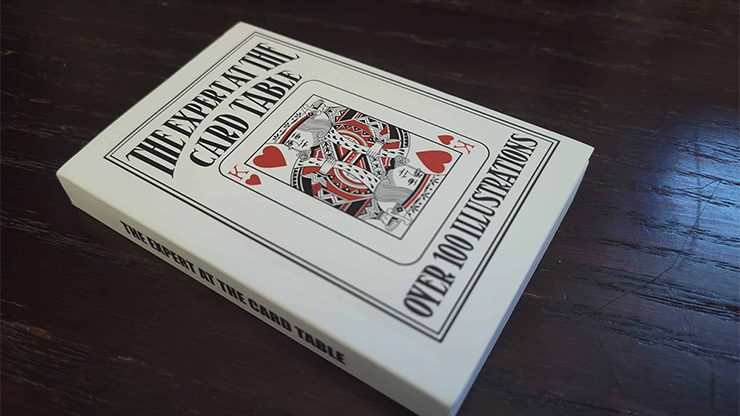 THE EXPERT AT THE
CARD TABLE
K
K
OVER 100 ILLUSTRATIONS
THE EXPERT AT THE CARD TABLE